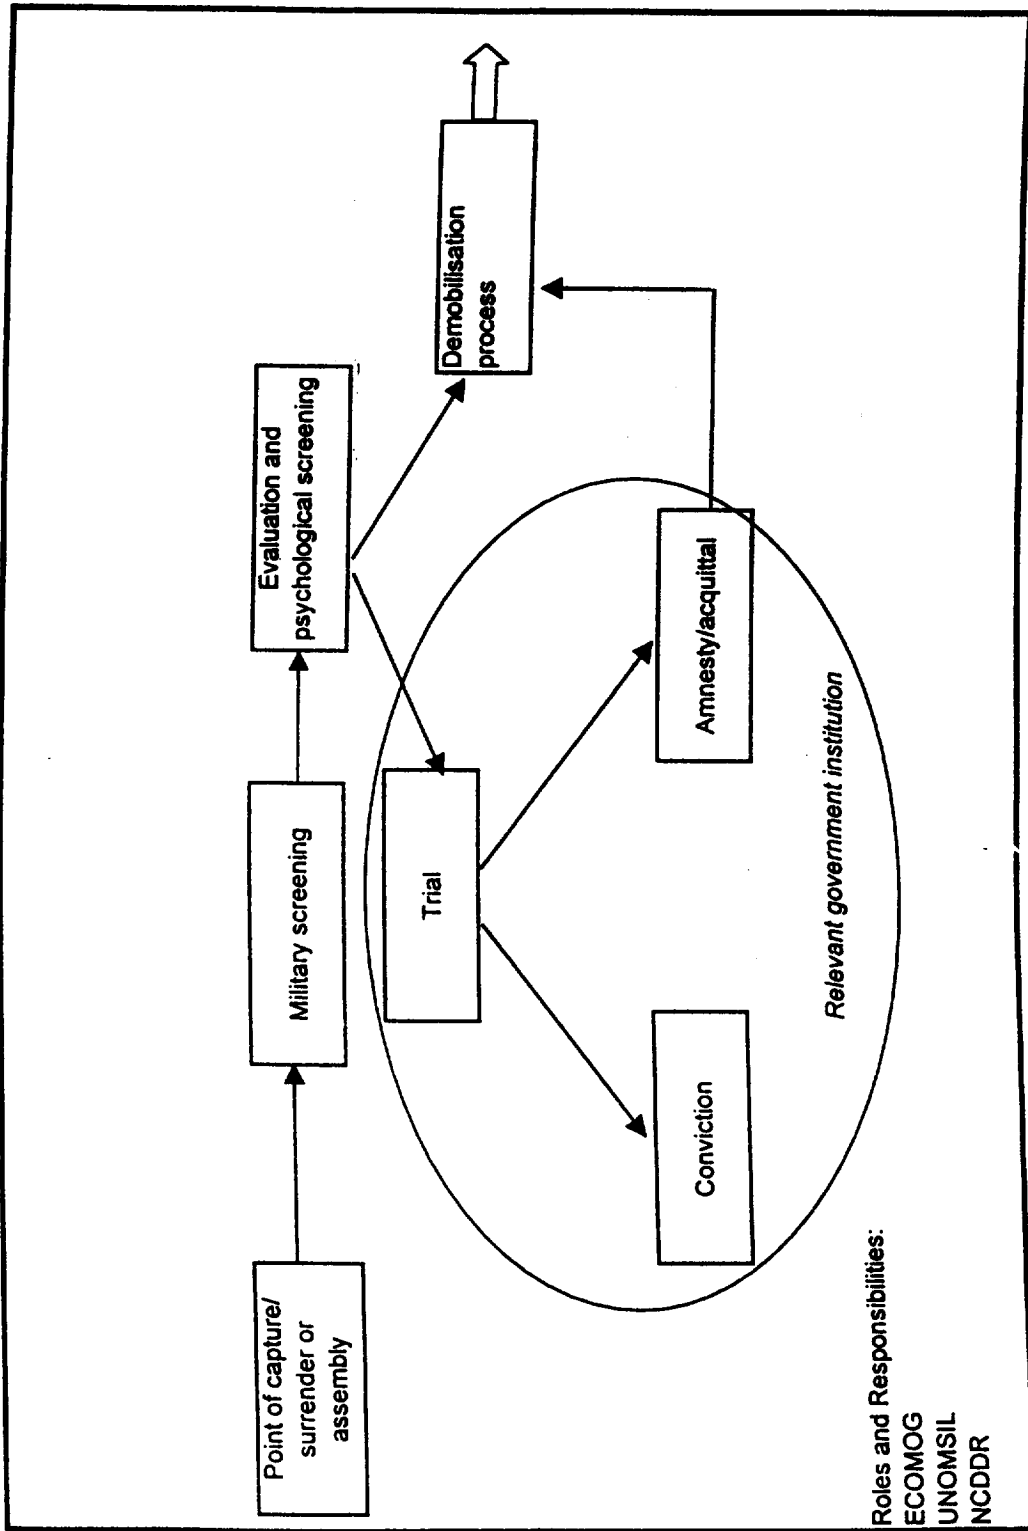 Point of capture/
surrender or
assembly
Military screening
Evaluation and
psychological screening
Demobilisation
process
Trial
Conviction
Amnesty/acquittal
Relevant government institution
Roles and Responsibilities:
ECOMOG
UNOMSIL
NCDDR